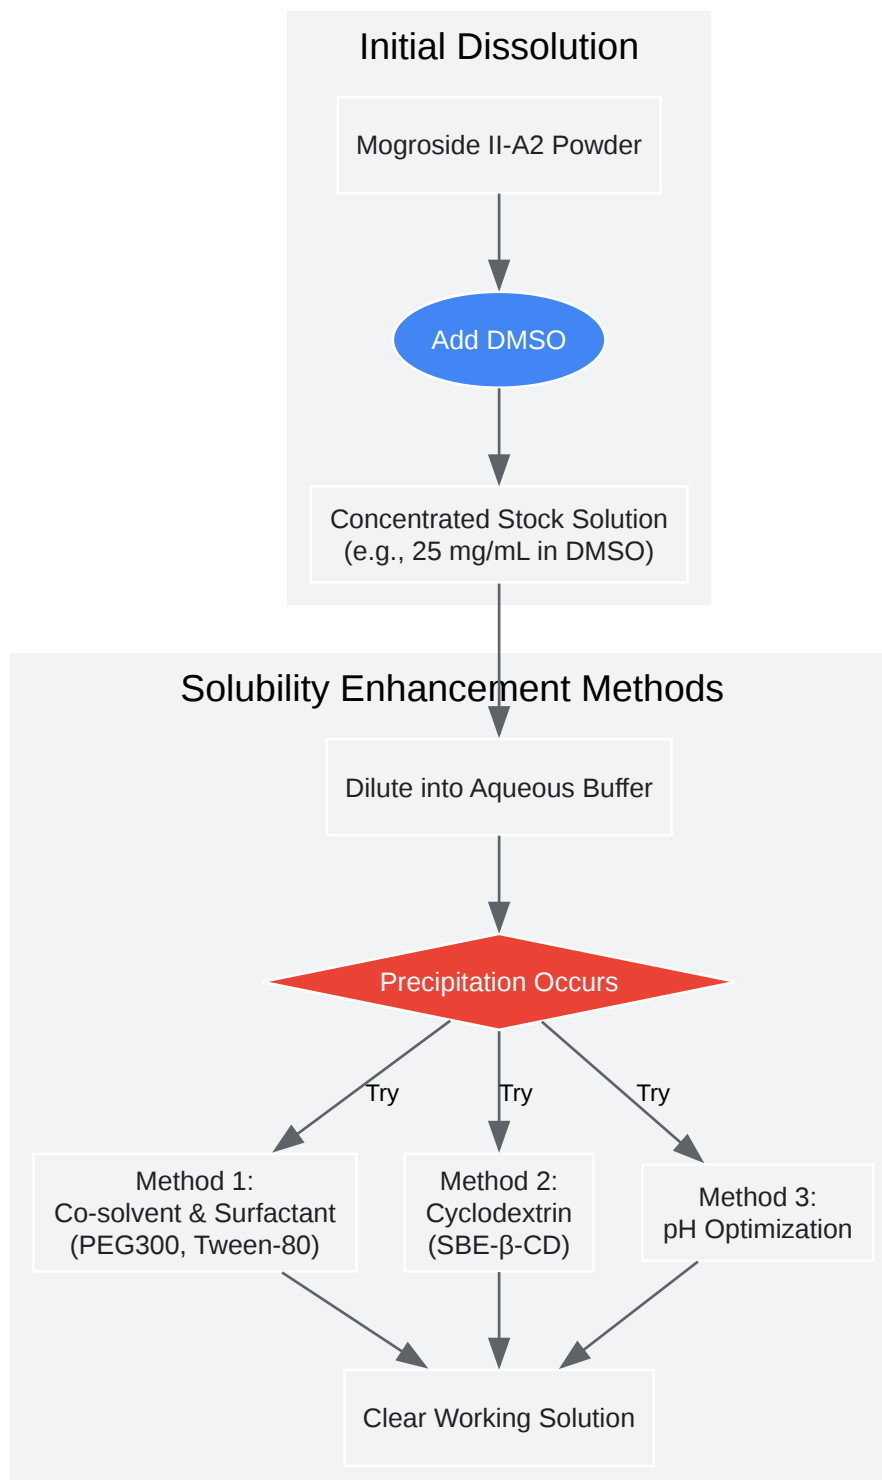 Initial Dissolution
Mogroside II-A2 Powder
Add DMSO
Concentrated Stock Solution
(e.g., 25 mg/mL in DMSO)
Solubility Enhancement Methods
Dilute into Aqueous Buffer
Precipitation Occurs
Try
Try
Try
Method 1:
Co-solvent & Surfactant
(PEG300, Tween-80)
Method 2:
Cyclodextrin
(SBE-β-CD)
Method 3:
pH Optimization
Clear Working Solution